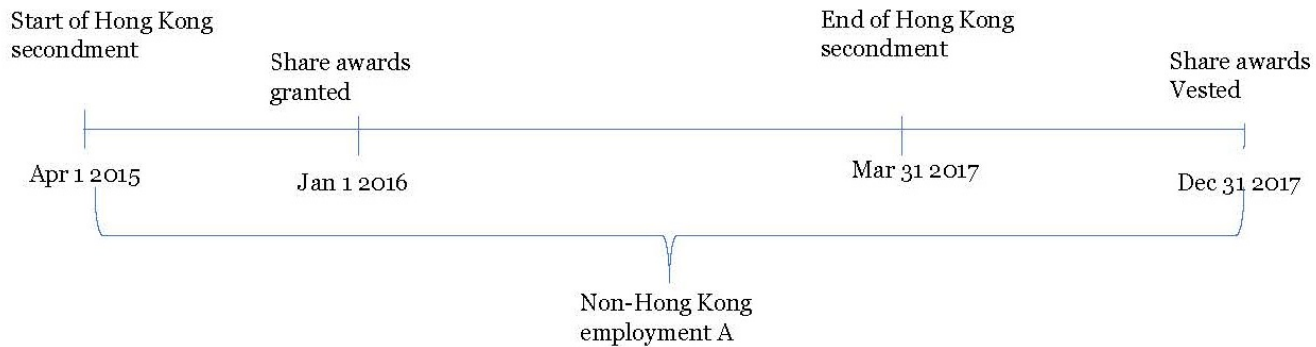 Start of Hong Kong
secondment
Share awards
granted
End of Hong Kong
secondment
Share awards
Vested
Apr 1 2015
Jan 1 2016
Mar 31 2017
Dec 31 2017
Non-Hong Kong
employment A